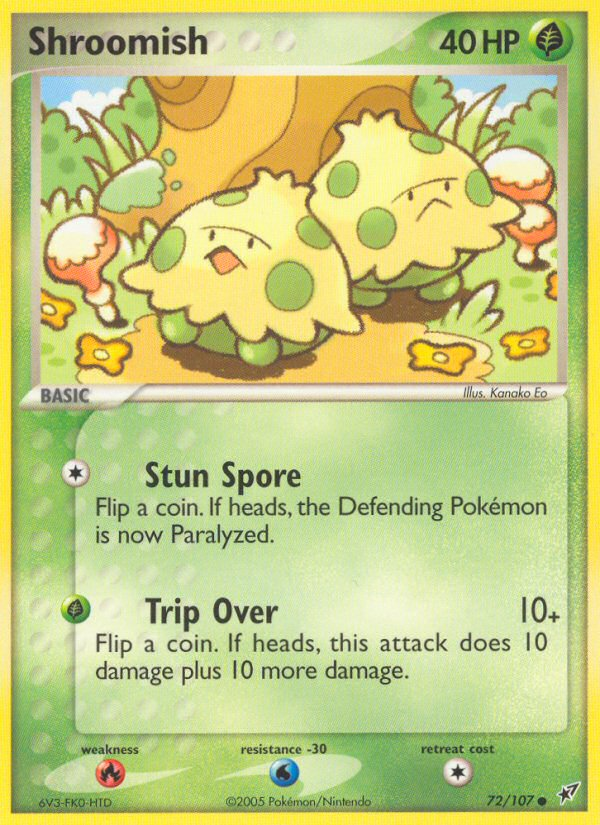 Shroomish
40 HP
BASIC
Illus. Kanako Eo
Stun Spore
Flip a coin. If heads, the Defending Pokémon
is now Paralyzed.
Trip Over 10+
Flip a coin. If heads, this attack does 10
damage plus 10 more damage.
weakness resistance -30 retreat cost
6V3-FK0-HTD ©2005 Pokémon/Nintendo 72/107